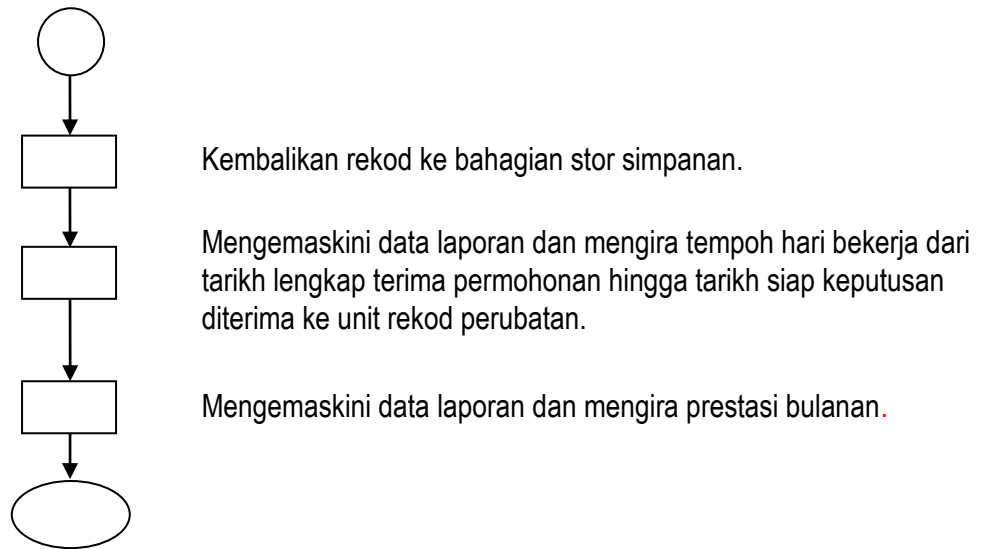 Kembalikan rekod ke bahagian stor simpanan.
Mengemaskini data laporan dan mengira tempoh hari bekerja dari
tarikh lengkap terima permohonan hingga tarikh siap keputusan
diterima ke unit rekod perubatan.
Mengemaskini data laporan dan mengira prestasi bulanan.